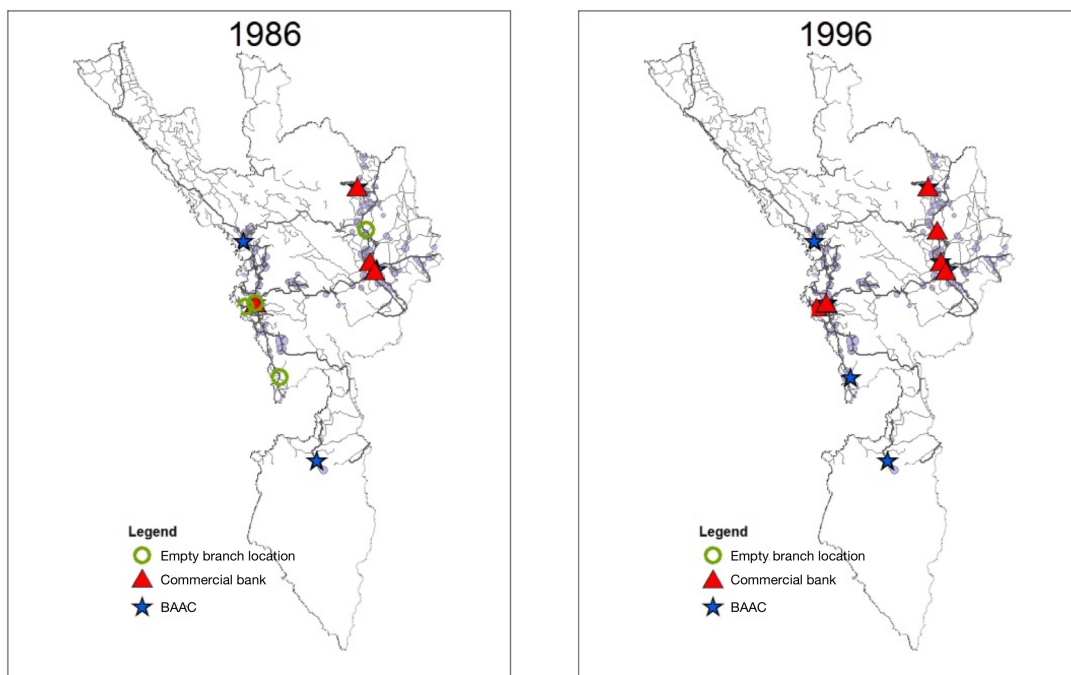 1986
Legend
Empty branch location
Commercial bank
BAAC
1996
Legend
Empty branch location
Commercial bank
BAAC